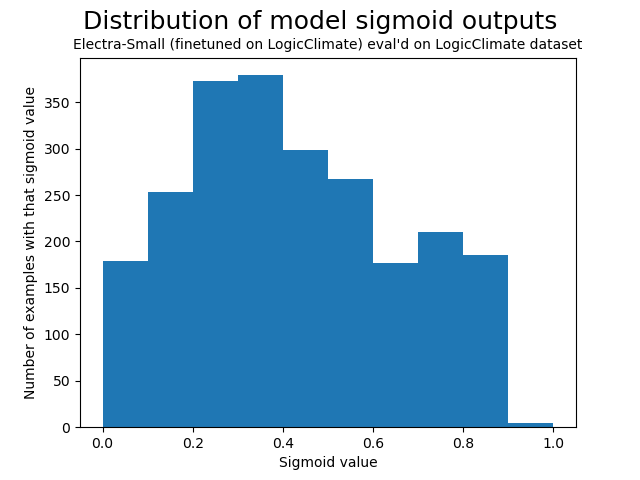 Distribution of model sigmoid outputs
Electra-Small (finetuned on LogicClimate) eval'd on LogicClimate dataset
Number of examples with that sigmoid value
350
300
250
200
150
100
50
0
0.0 0.2 0.4 0.6 0.8 1.0
Sigmoid value